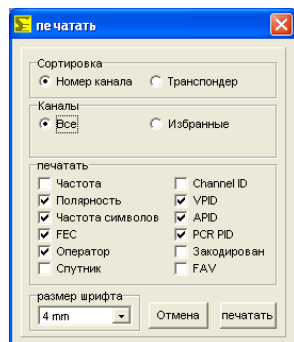 печатать
Сортировка
Номер канала Транспондер
Каналы
Все Избранные
печатать
Частота Channel ID
Полярность VPID
Частота символов APID
FEC PCR PID
Оператор Закодирован
Спутник FAV
размер шрифта
4 mm Отмена печатать